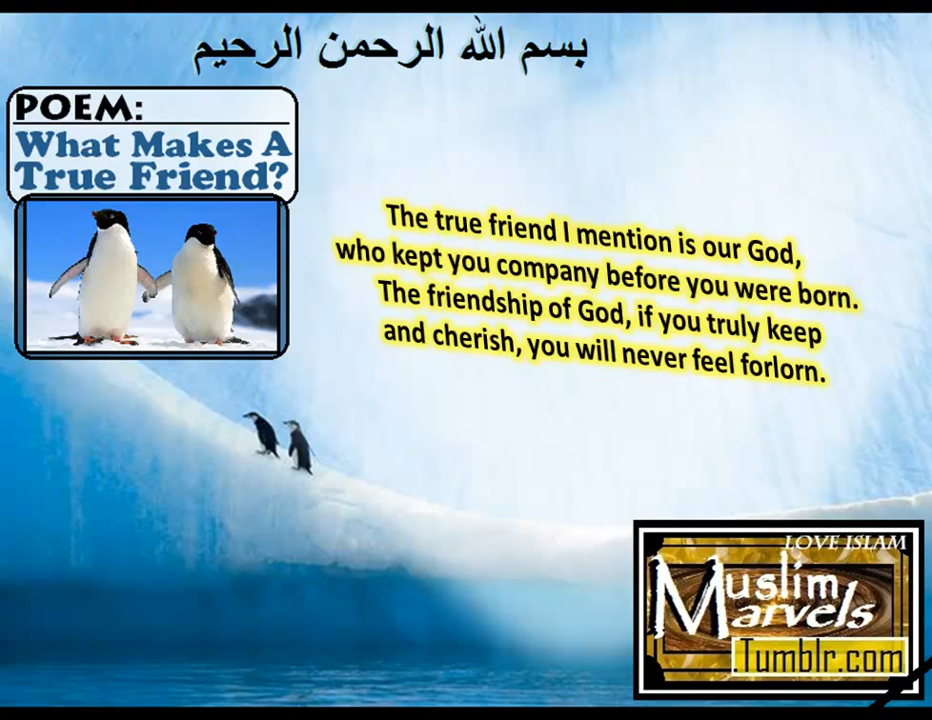 بسم الله الرحمن الرحيم
POEM:
What Makes A
True Friend?
The true friend I mention is our God,
who kept you company before you were born.
The friendship of God, if you truly keep
and cherish, you will never feel forlorn.
LOVE ISLAM
Muslim
Marvels
.Tumblr.com